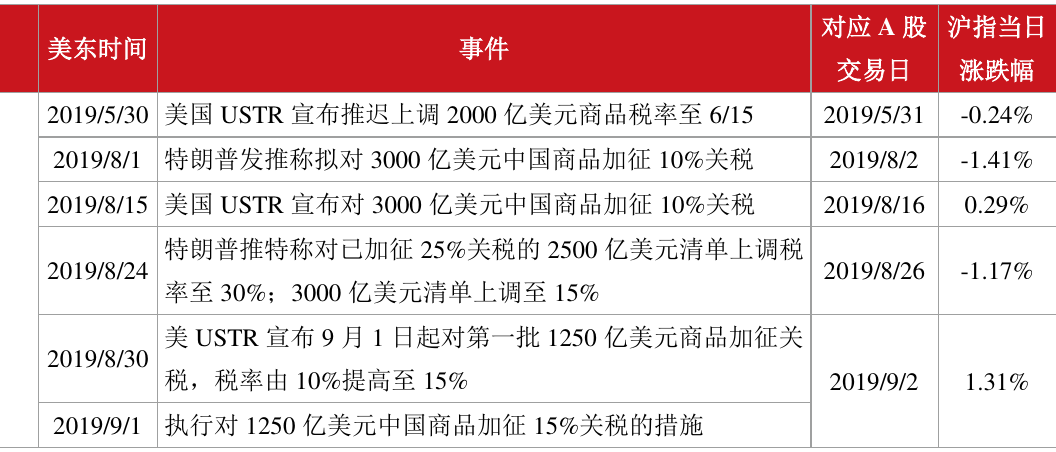 美东时间 事件 对应 A 股交易日 沪指当日涨跌幅
2019/5/30 美国 USTR 宣布推迟上调 2000 亿美元商品税率至 6/15 2019/5/31 -0.24%
2019/8/1 特朗普发推称拟对 3000 亿美元中国商品加征 10%关税 2019/8/2 -1.41%
2019/8/15 美国 USTR 宣布对 3000 亿美元中国商品加征 10%关税 2019/8/16 0.29%
2019/8/24 特朗普推特称对已加征 25%关税的 2500 亿美元清单上调税
率至 30%；3000 亿美元清单上调至 15% 2019/8/26 -1.17%
2019/8/30 美 USTR 宣布 9 月 1 日起对第一批 1250 亿美元商品加征关
税，税率由 10%提高至 15% 2019/9/2 1.31%
2019/9/1 执行对 1250 亿美元中国商品加征 15%关税的措施